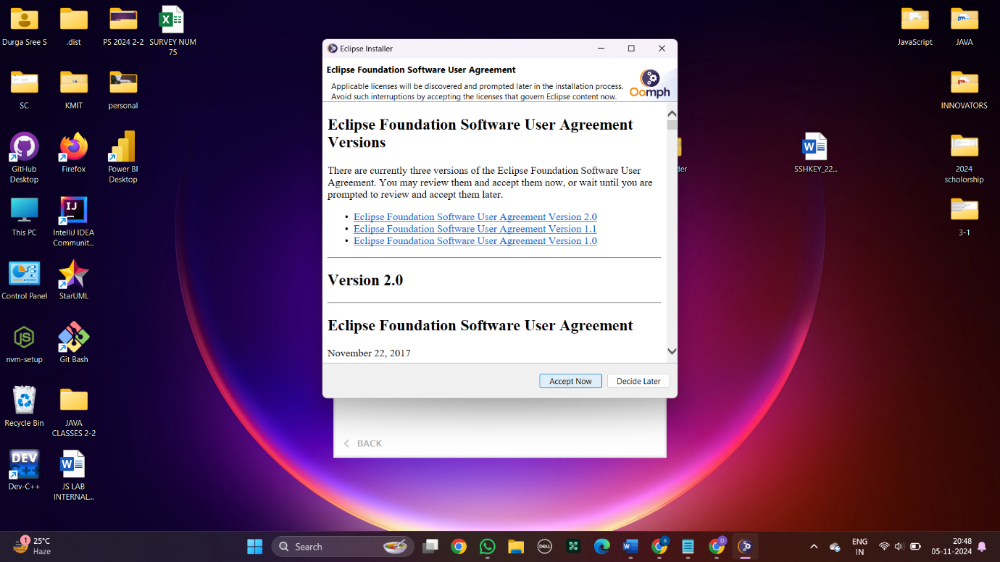 Durga Sree S
.dist
PS 2024 2-2
SURVEY NUM
75
SC
KMIT
personal
GitHub
Desktop
Firefox
Power BI
Desktop
This PC
IntelliJ IDEA
Communit...
Control Panel
StarUML
nvm-setup
Git Bash
Recycle Bin
JAVA
CLASSES 2-2
DEV
C++
Dev-C++
JS LAB
INTERNAL...
Eclipse Installer
Eclipse Foundation Software User Agreement
Applicable licenses will be discovered and prompted later in the installation process.
Avoid such interruptions by accepting the licenses that govern Eclipse content now.
Oomph
Eclipse Foundation Software User Agreement
Versions
There are currently three versions of the Eclipse Foundation Software User
Agreement. You may review them and accept them now, or wait until you are
prompted to review and accept them later.
• Eclipse Foundation Software User Agreement Version 2.0
• Eclipse Foundation Software User Agreement Version 1.1
• Eclipse Foundation Software User Agreement Version 1.0
Version 2.0
Eclipse Foundation Software User Agreement
November 22, 2017
Accept Now
Decide Later
BACK
der
SSHKEY_22...
JavaScript
JAVA
INNOVATORS
2024
scholorship
3-1
1
25°C
Haze
Search
DELL
ENG
IN
20:48
05-11-2024